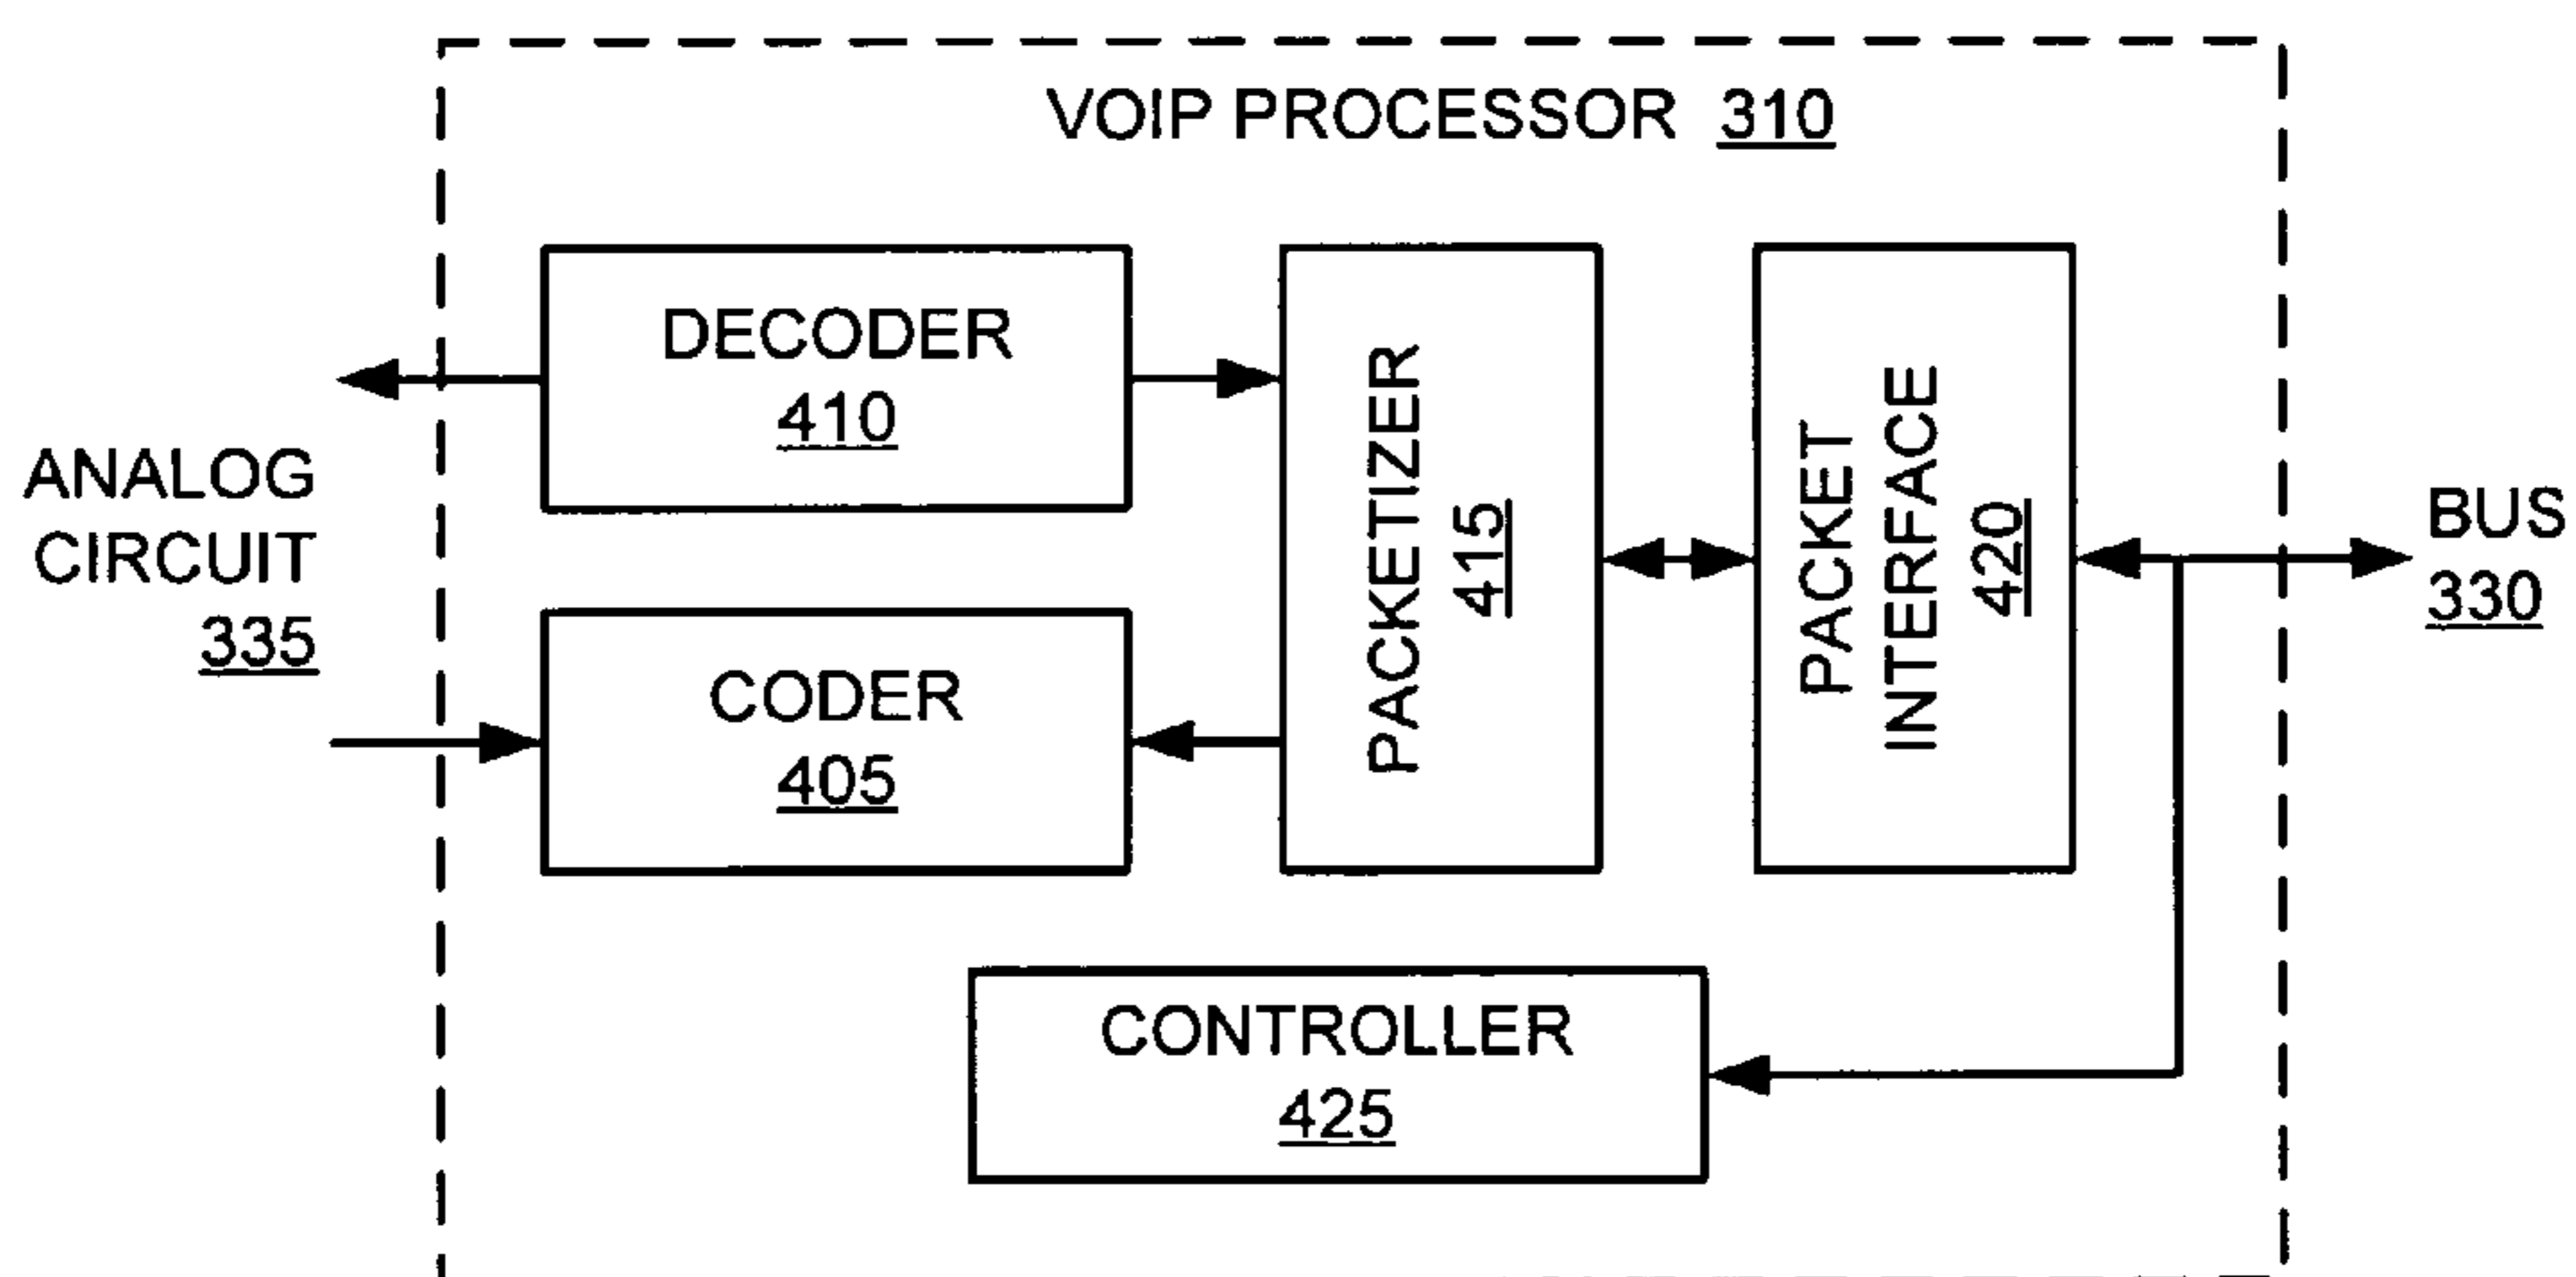 VOIP PROCESSOR 310
DECODER
410
ANALOG
CIRCUIT
335
CODER
405
PACKETIZER
415
PACKET
INTERFACE
420
BUS
330
CONTROLLER
425